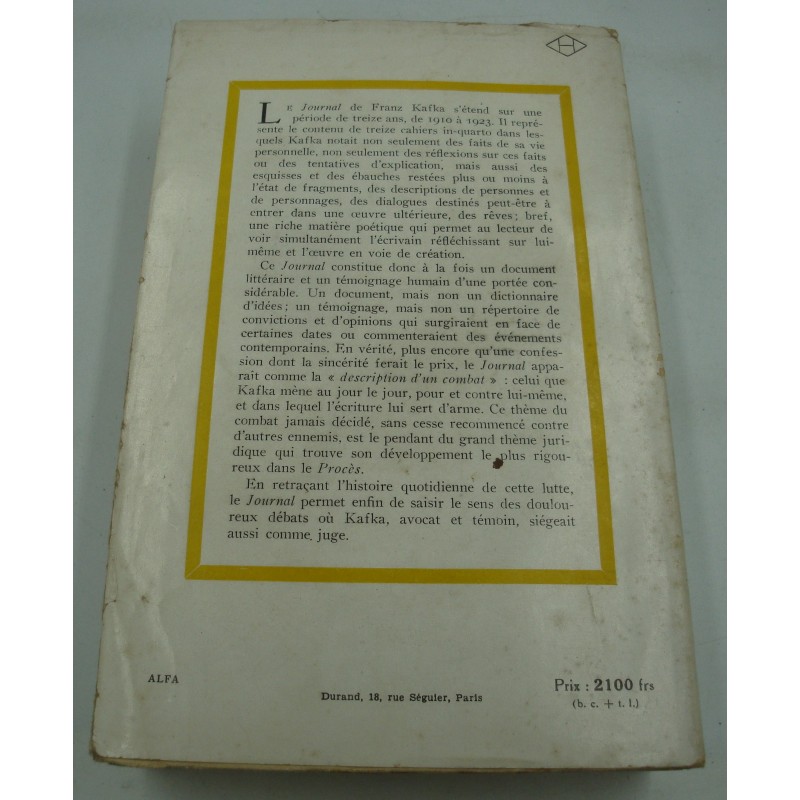 H
LE Journal de Franz Kafka s'étend sur une
période de treize ans, de 1910 à 1923. Il repré-
sente le contenu de treize cahiers in-quarto dans les-
quels Kafka notait non seulement des faits de sa vie
personnelle, non seulement des réflexions sur ces faits
ou des tentatives d'explication, mais aussi des
esquisses et des ébauches restées plus ou moins à
l'état de fragments, des descriptions de personnes et
de personnages, des dialogues destinés peut-être à
entrer dans une œuvre ultérieure, des rêves; bref,
une riche matière poétique qui permet au lecteur de
voir simultanément l'écrivain réfléchissant sur lui-
même et l'œuvre en voie de création.
Ce Journal constitue donc à la fois un document
littéraire et un témoignage humain d'une portée con-
sidérable. Un document, mais non un dictionnaire
d'idées; un témoignage, mais non un répertoire de
convictions et d'opinions qui surgiraient en face de
certaines dates ou commenteraient des événements
contemporains. En vérité, plus encore qu'une confes-
sion dont la sincérité ferait le prix, le Journal appa-
raît comme la « description d'un combat » : celui que
Kafka mène au jour le jour, pour et contre lui-même,
et dans lequel l'écriture lui sert d'arme. Ce thème du
combat jamais décidé, sans cesse recommencé contre
d'autres ennemis, est le pendant du grand thème juri-
dique qui trouve son développement le plus rigou-
reux dans le Procès.
En retraçant l'histoire quotidienne de cette lutte,
le Journal permet enfin de saisir le sens des doulou-
reux débats où Kafka, avocat et témoin, siégeait
aussi comme juge.
ALFA
Durand, 18, rue Séguier, Paris
Prix : 2100 frs
(b. c. + t. l.)